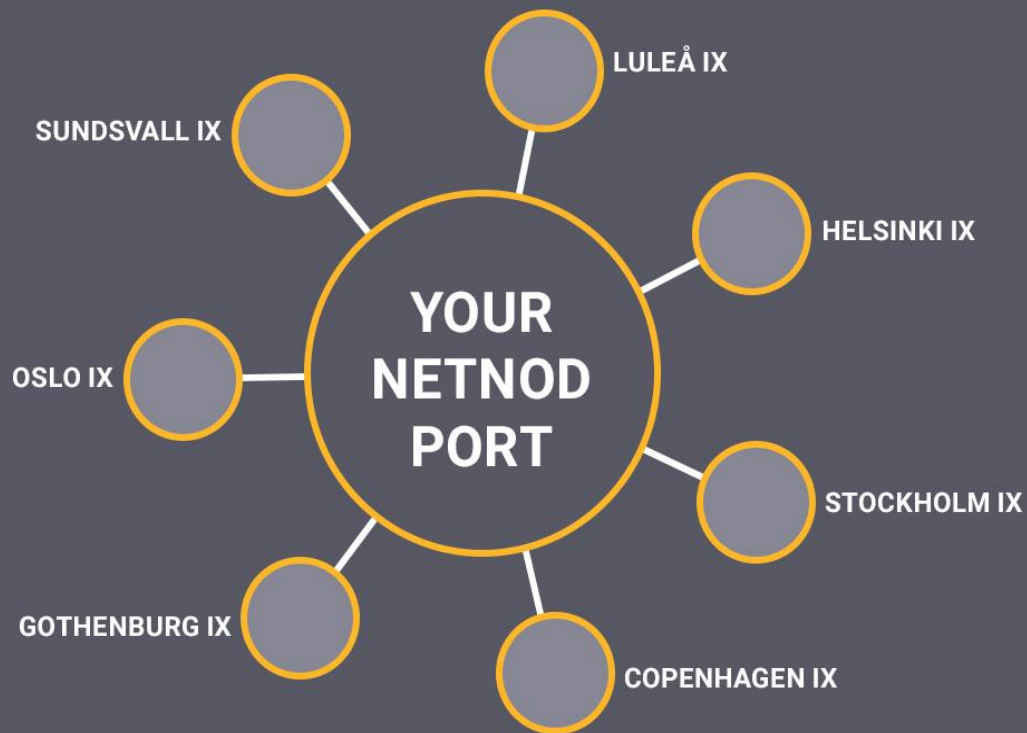 LULEÅ IX
SUNDSVALL IX
HELSINKI IX
YOUR
NETNOD
PORT
OSLO IX
STOCKHOLM IX
GOTHENBURG IX
COPENHAGEN IX